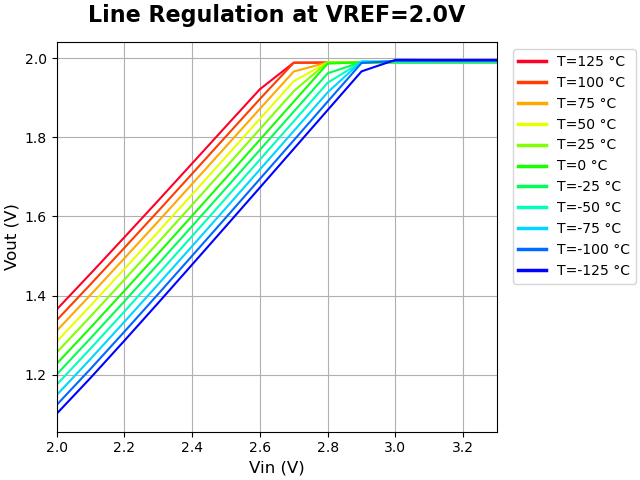 Line Regulation at VREF=2.0V
Vout (V)
2.0
1.8
1.6
1.4
1.2
2.0 2.2 2.4 2.6 2.8 3.0 3.2
Vin (V)
T=125 °C
T=100 °C
T=75 °C
T=50 °C
T=25 °C
T=0 °C
T=-25 °C
T=-50 °C
T=-75 °C
T=-100 °C
T=-125 °C